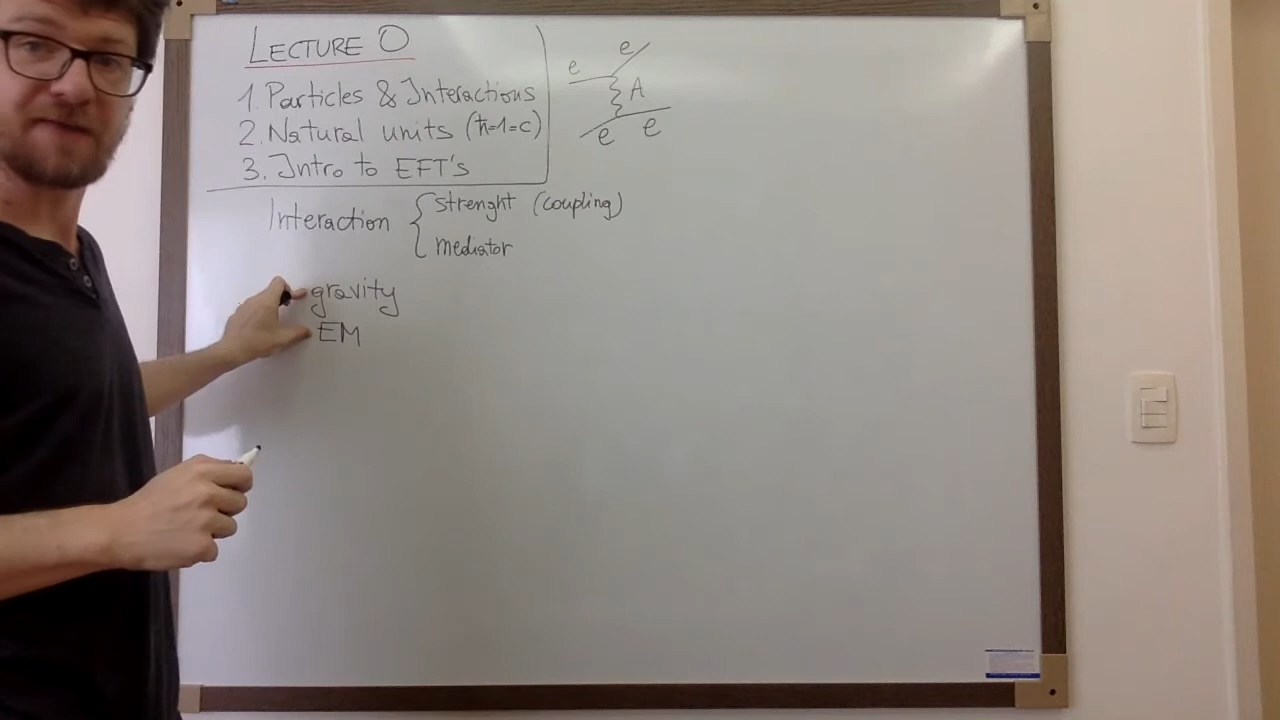 LECTURE 0
1. Particles & Interactions
2. Natural units (ħ=1=c)
3. Intro to EFT's
e
e
A
e
e
Interaction { strenght (coupling)
mediator
gravity
EM